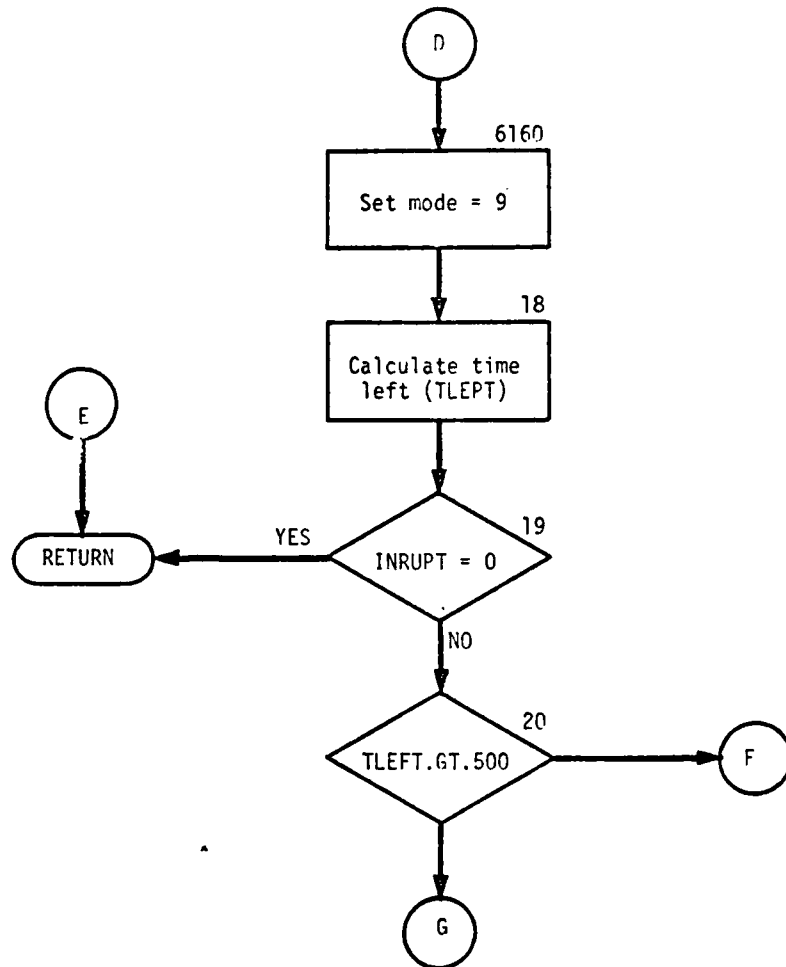 D
6160
Set mode = 9
18
Calculate time
left (TLEPT)
E
19
YES
RETURN
INRUPT = 0
NO
20
TLEFT.GT.500
F
G